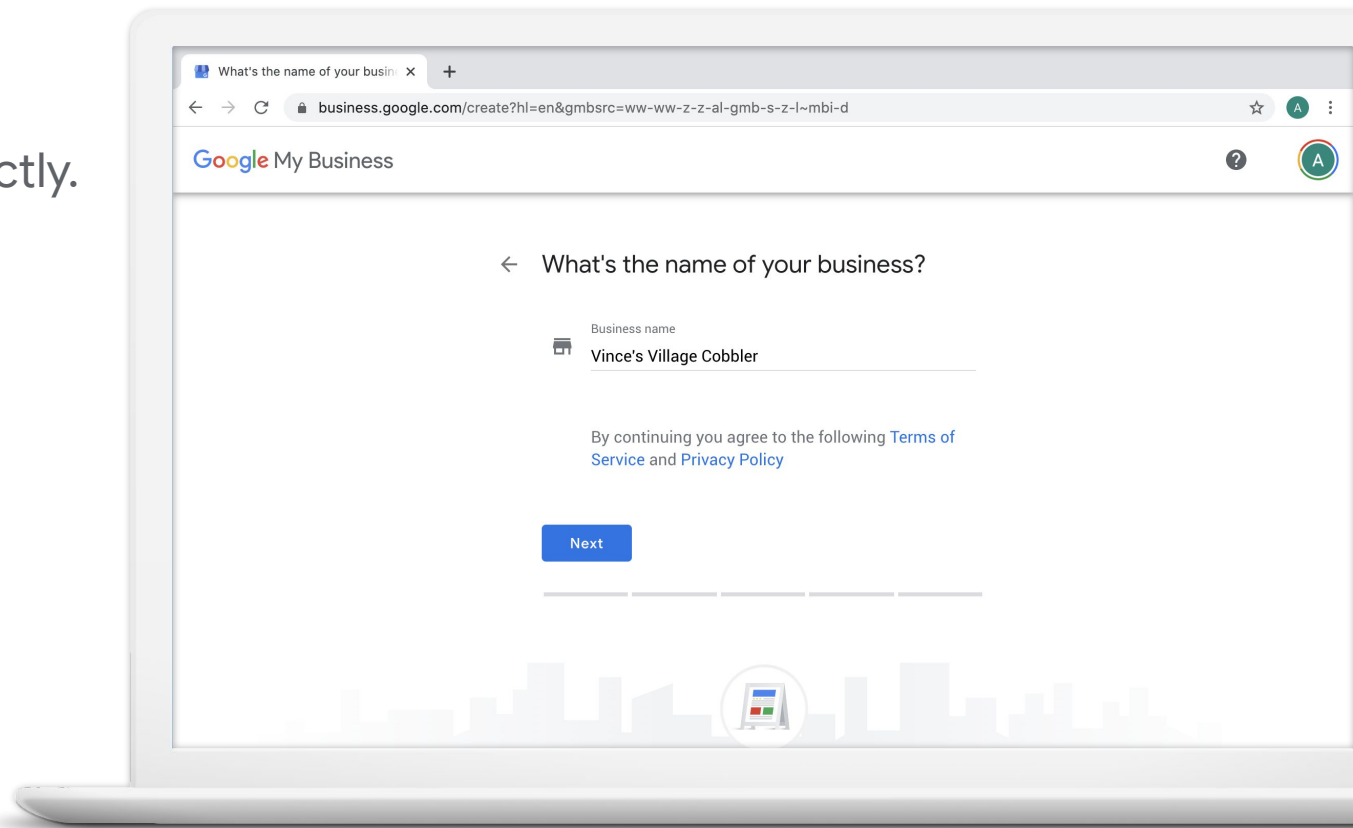 ctly.
What's the name of your busin
business.google.com/create?hl=en&gmbsrc=ww-ww-z-z-al-gmb-s-z-l~mbi-d
A
Google My Business
A
What's the name of your business?
Business name
Vince's Village Cobbler
By continuing you agree to the following Terms of
Service and Privacy Policy
Next